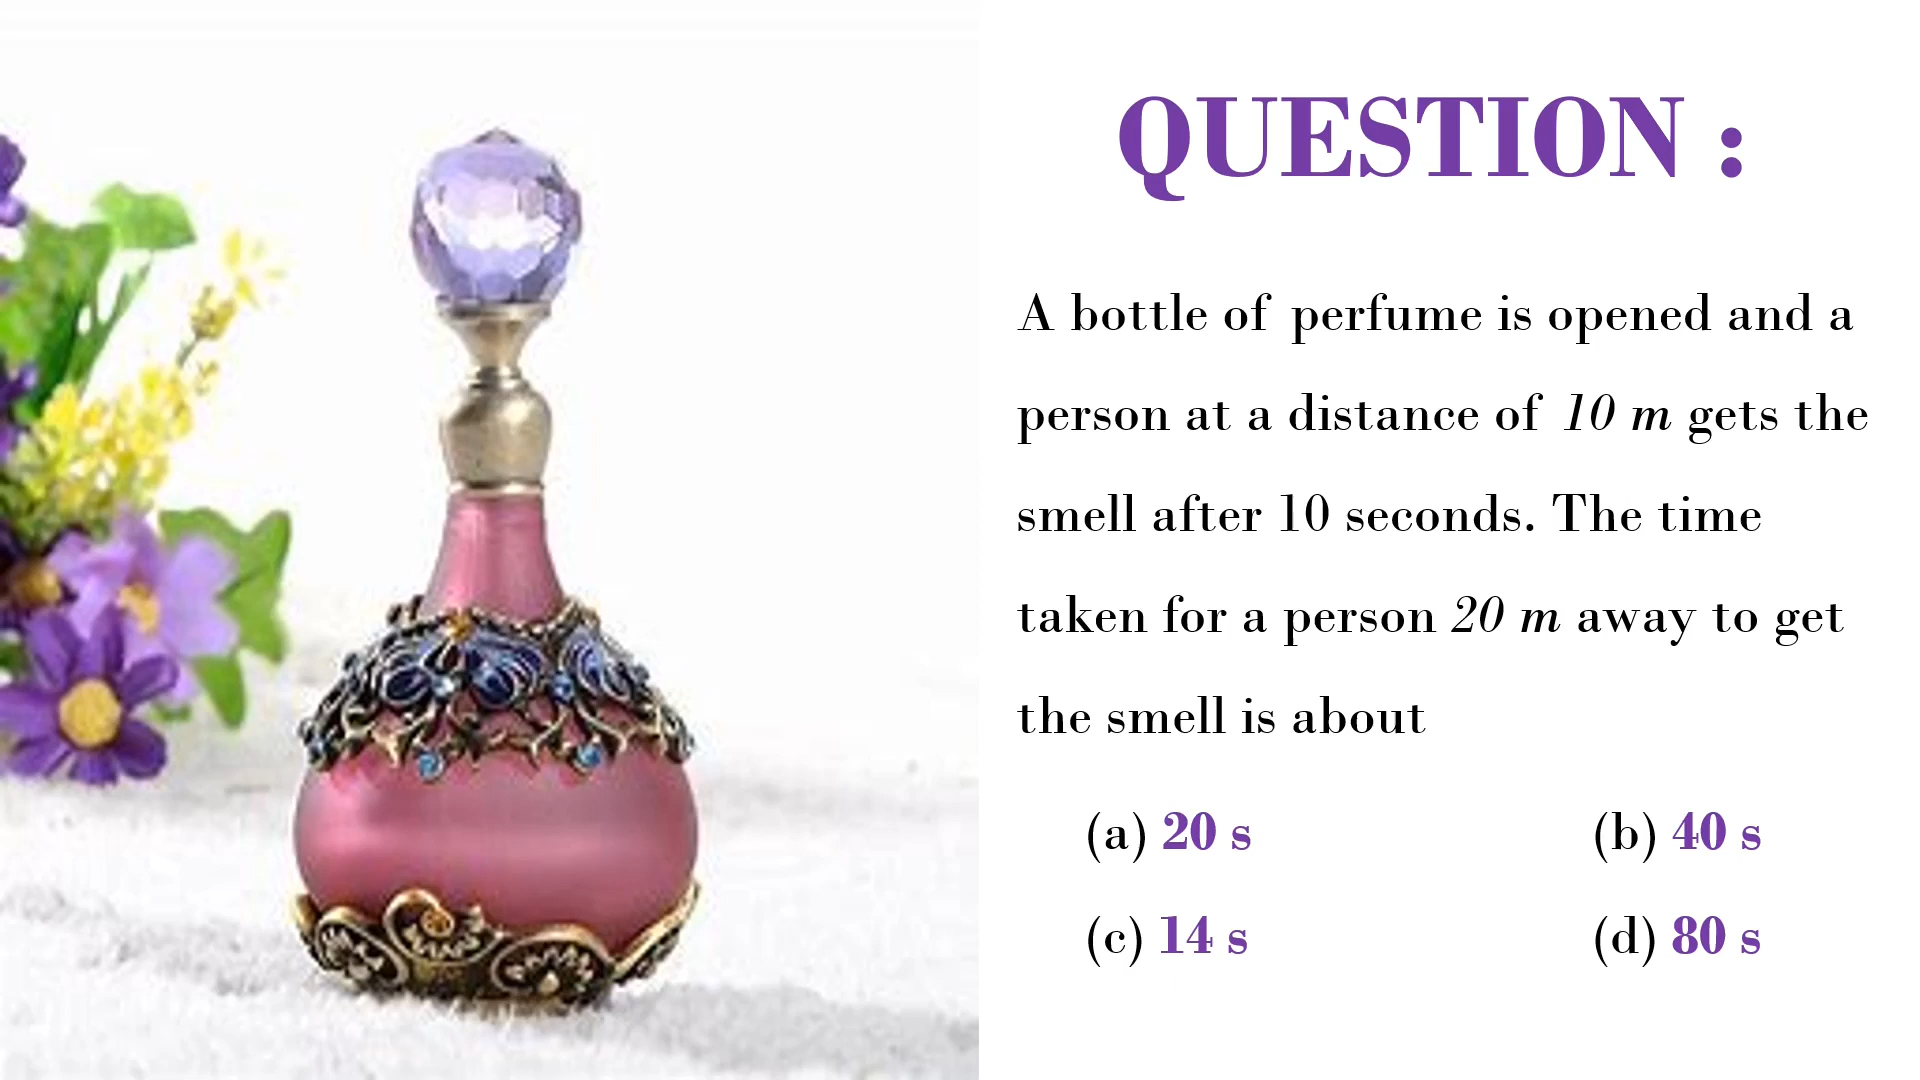 QUESTION :
A bottle of perfume is opened and a
person at a distance of 10 m gets the
smell after 10 seconds. The time
taken for a person 20 m away to get
the smell is about
(a) 20 s (b) 40 s
(c) 14 s (d) 80 s